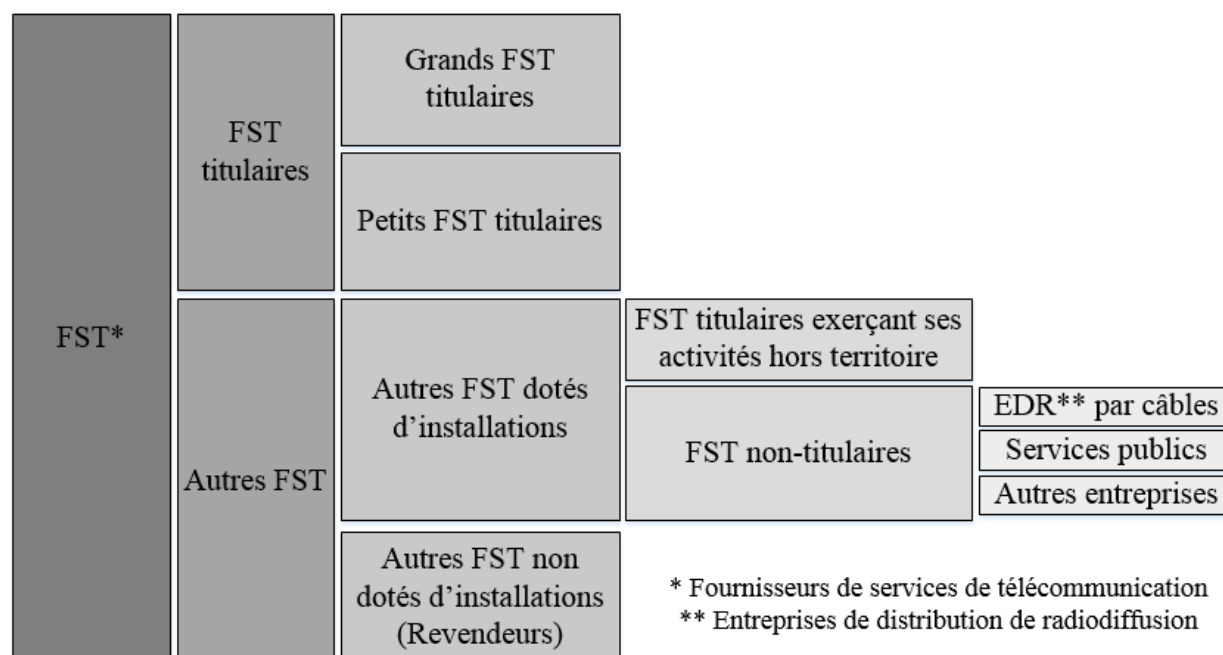 FST*
FST
titulaires
Grands FST
titulaires
Petits FST titulaires
Autres FST
Autres FST dotés
d’installations
FST titulaires exerçant ses
activités hors territoire
FST non-titulaires
EDR** par câbles
Services publics
Autres entreprises
Autres FST non
dotés d’installations
(Revendeurs)
* Fournisseurs de services de télécommunication
** Entreprises de distribution de radiodiffusion